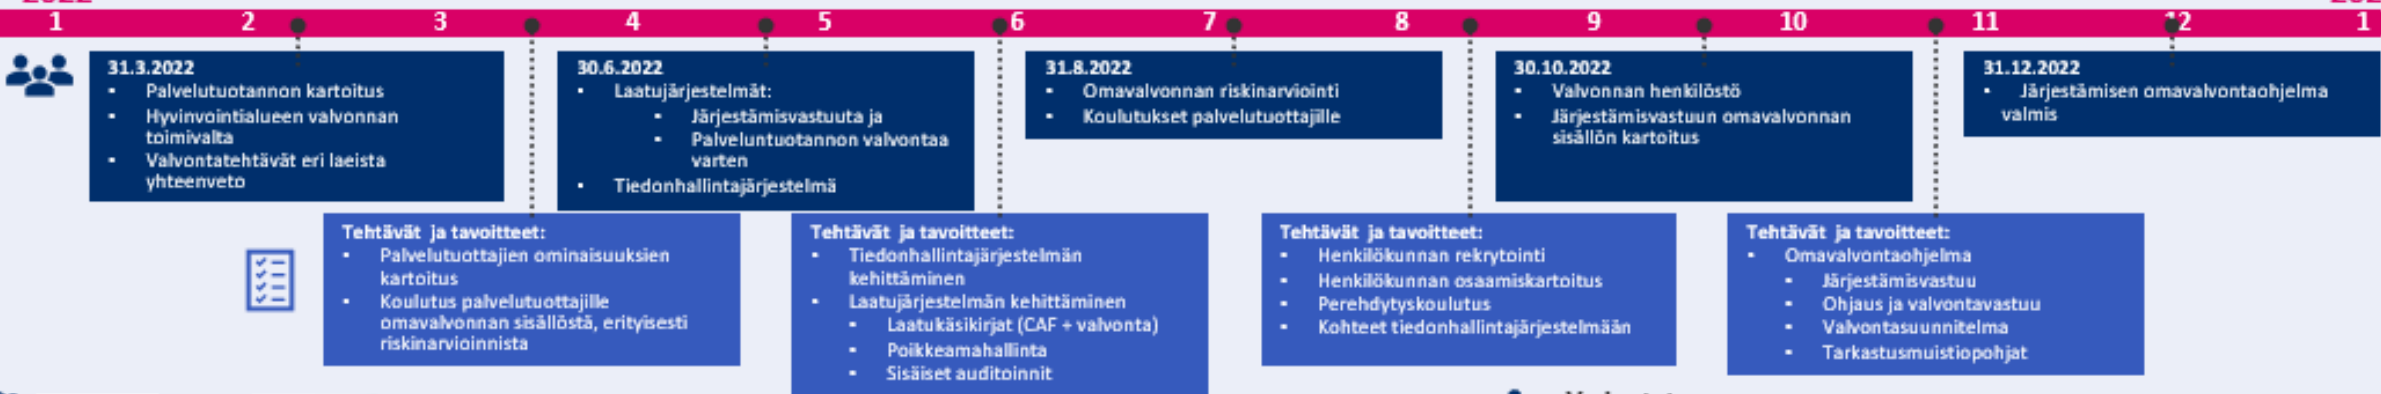 2022
1 2 3 4 5 6 7 8 9 10 11 12 1
31.3.2022
▪ Palvelutuotannon kartoitus
▪ Hyvinvointialueen valvonnan
toimivalta
▪ Valvontatehtävät eri laeista
yhteenveto
30.6.2022
▪ Laatujärjestelmät:
▪ Järjestämisvastuuta ja
▪ Palveluntuotannon valvontaa
varten
▪ Tiedonhallintajärjestelmä
31.8.2022
▪ Omavalvonnan riskinarviointi
▪ Koulutukset palvelutuottajille
30.10.2022
▪ Valvonnan henkilöstö
▪ Järjestämisvastuun omavalvonnan
sisällön kartoitus
31.12.2022
▪ Järjestämisen omavalvontaohjelma
valmis
Tehtävät ja tavoitteet:
▪ Palvelutuottajien ominaisuuksien
kartoitus
▪ Koulutus palvelutuottajille
omavalvonnan sisällöstä, erityisesti
riskinarvioinnista
Tehtävät ja tavoitteet:
▪ Tiedonhallintajärjestelmän
kehittäminen
▪ Laatujärjestelmän kehittäminen
▪ Laatukäsikirjat (CAF + valvonta)
▪ Poikkeamahallinta
▪ Sisäiset auditoinnit
Tehtävät ja tavoitteet:
▪ Henkilökunnan rekrytointi
▪ Henkilökunnan osaamiskartoitus
▪ Perehdytyskoulutus
▪ Kohteet tiedonhallintajärjestelmään
Tehtävät ja tavoitteet:
▪ Omavalvontaohjelma
▪ Järjestämisvastuu
▪ Ohjaus ja valvontavastuu
▪ Valvontasuunnitelma
▪ Tarkastusmuistiopohjat